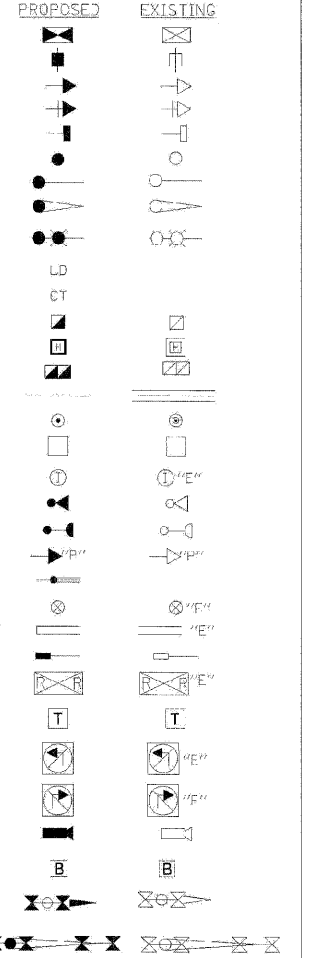 PROPOSED EXISTING
LD
CT
H H
I I "E"
"P" "P"
"E"
"E"
R R R R "E"
T T
"E"
B B